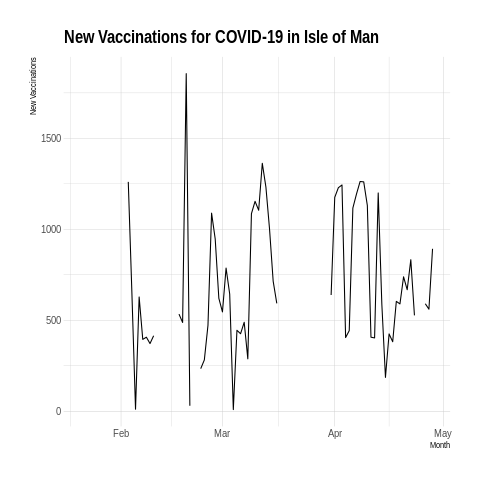 New Vaccinations for COVID-19 in Isle of Man
New Vaccinations
1500
1000
500
0
Feb Mar Apr May
Month